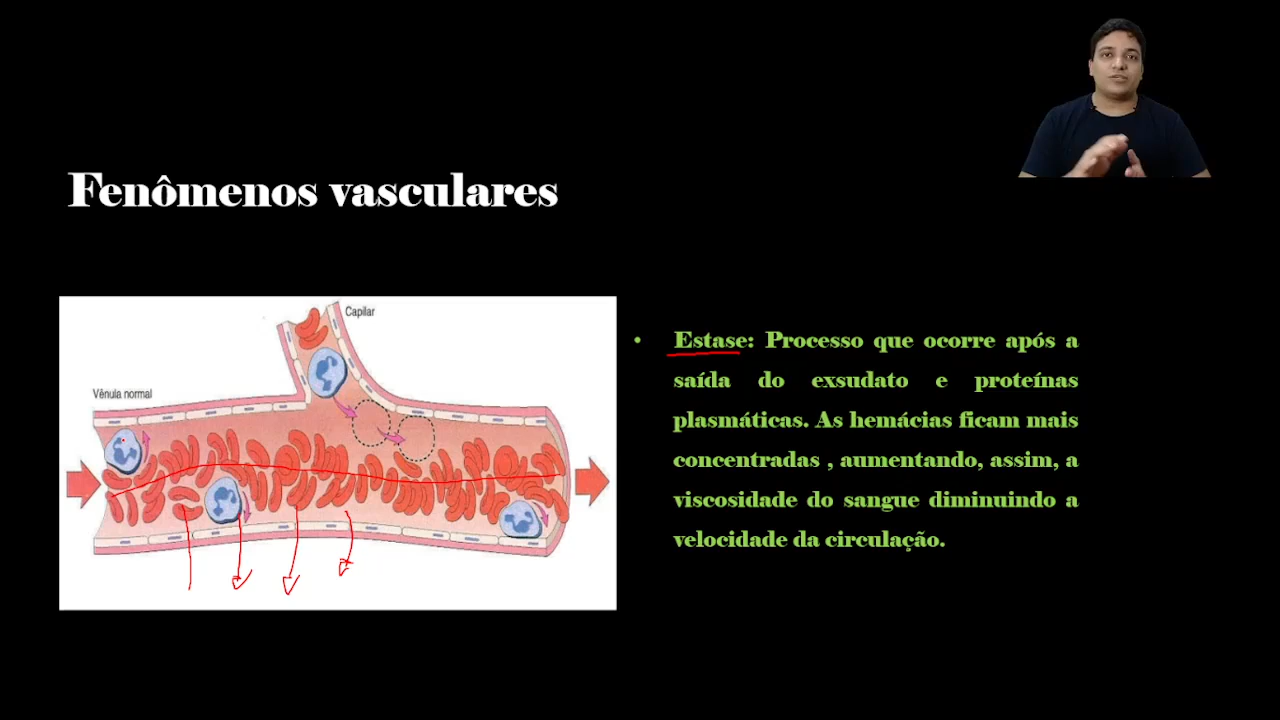 Fenômenos vasculares
Capilar
Vênula normal
• Estase: Processo que ocorre após a
saída do exsudato e proteínas
plasmáticas. As hemácias ficam mais
concentradas , aumentando, assim, a
viscosidade do sangue diminuindo a
velocidade da circulação.